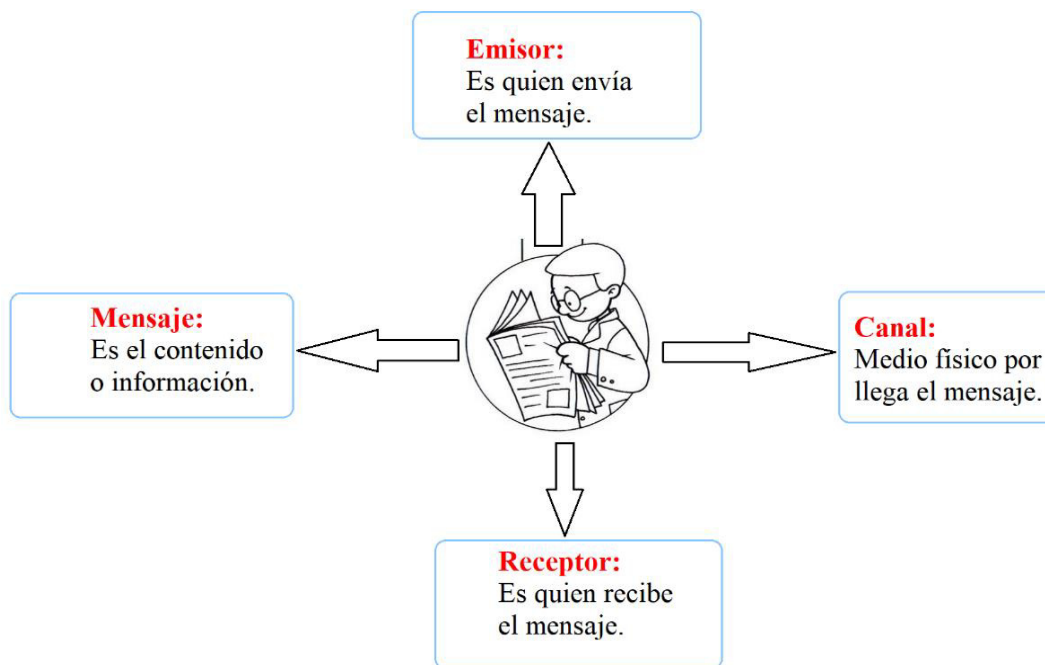 Emisor:
Es quien envía
el mensaje.
Mensaje:
Es el contenido
o información.
Canal:
Medio físico por
llega el mensaje.
Receptor:
Es quien recibe
el mensaje.